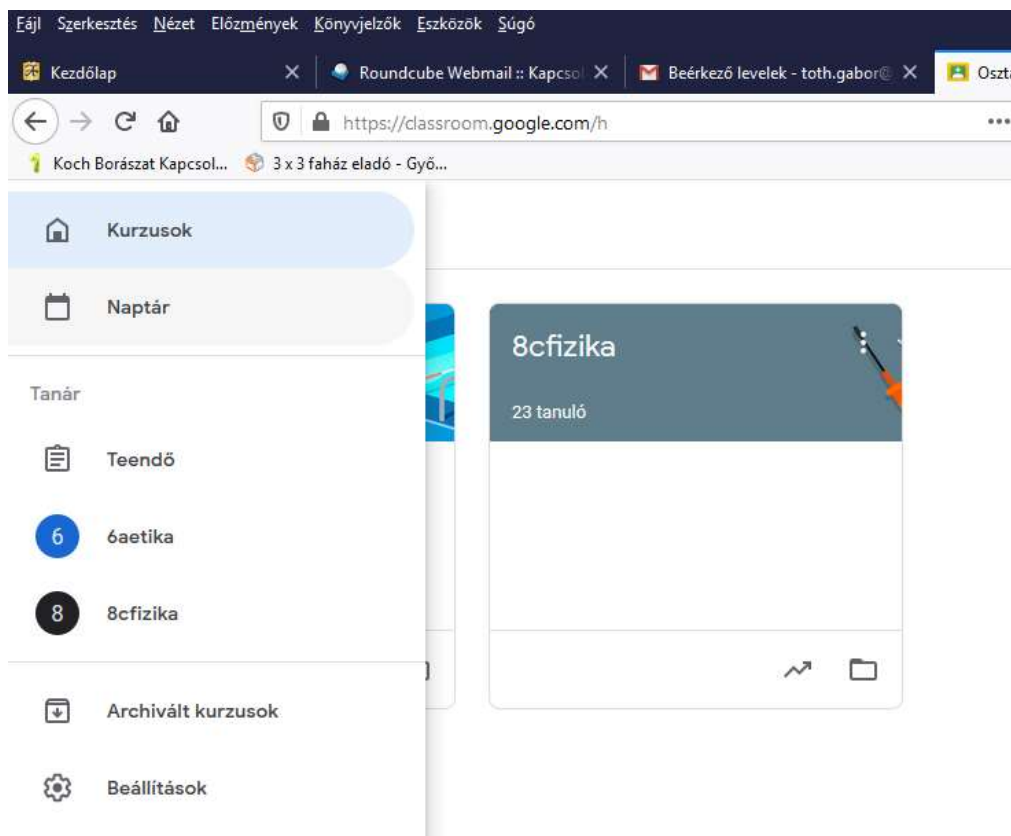 Fájl Szerkesztés Nézet Előzmények Könyvjelzők Eszközök Súgó
Kezdőlap Roundcube Webmail :: Kapcsol Beérkező levelek - toth.gabor@ Oszt
https://classroom.google.com/h
Koch Borászat Kapcsol... 3 x 3 faház eladó - Győ...
Kurzusok
Naptár
8cfizika
23 tanuló
Tanár
Teendő
6 6aetika
8 8cfizika
Archivált kurzusok
Beállítások